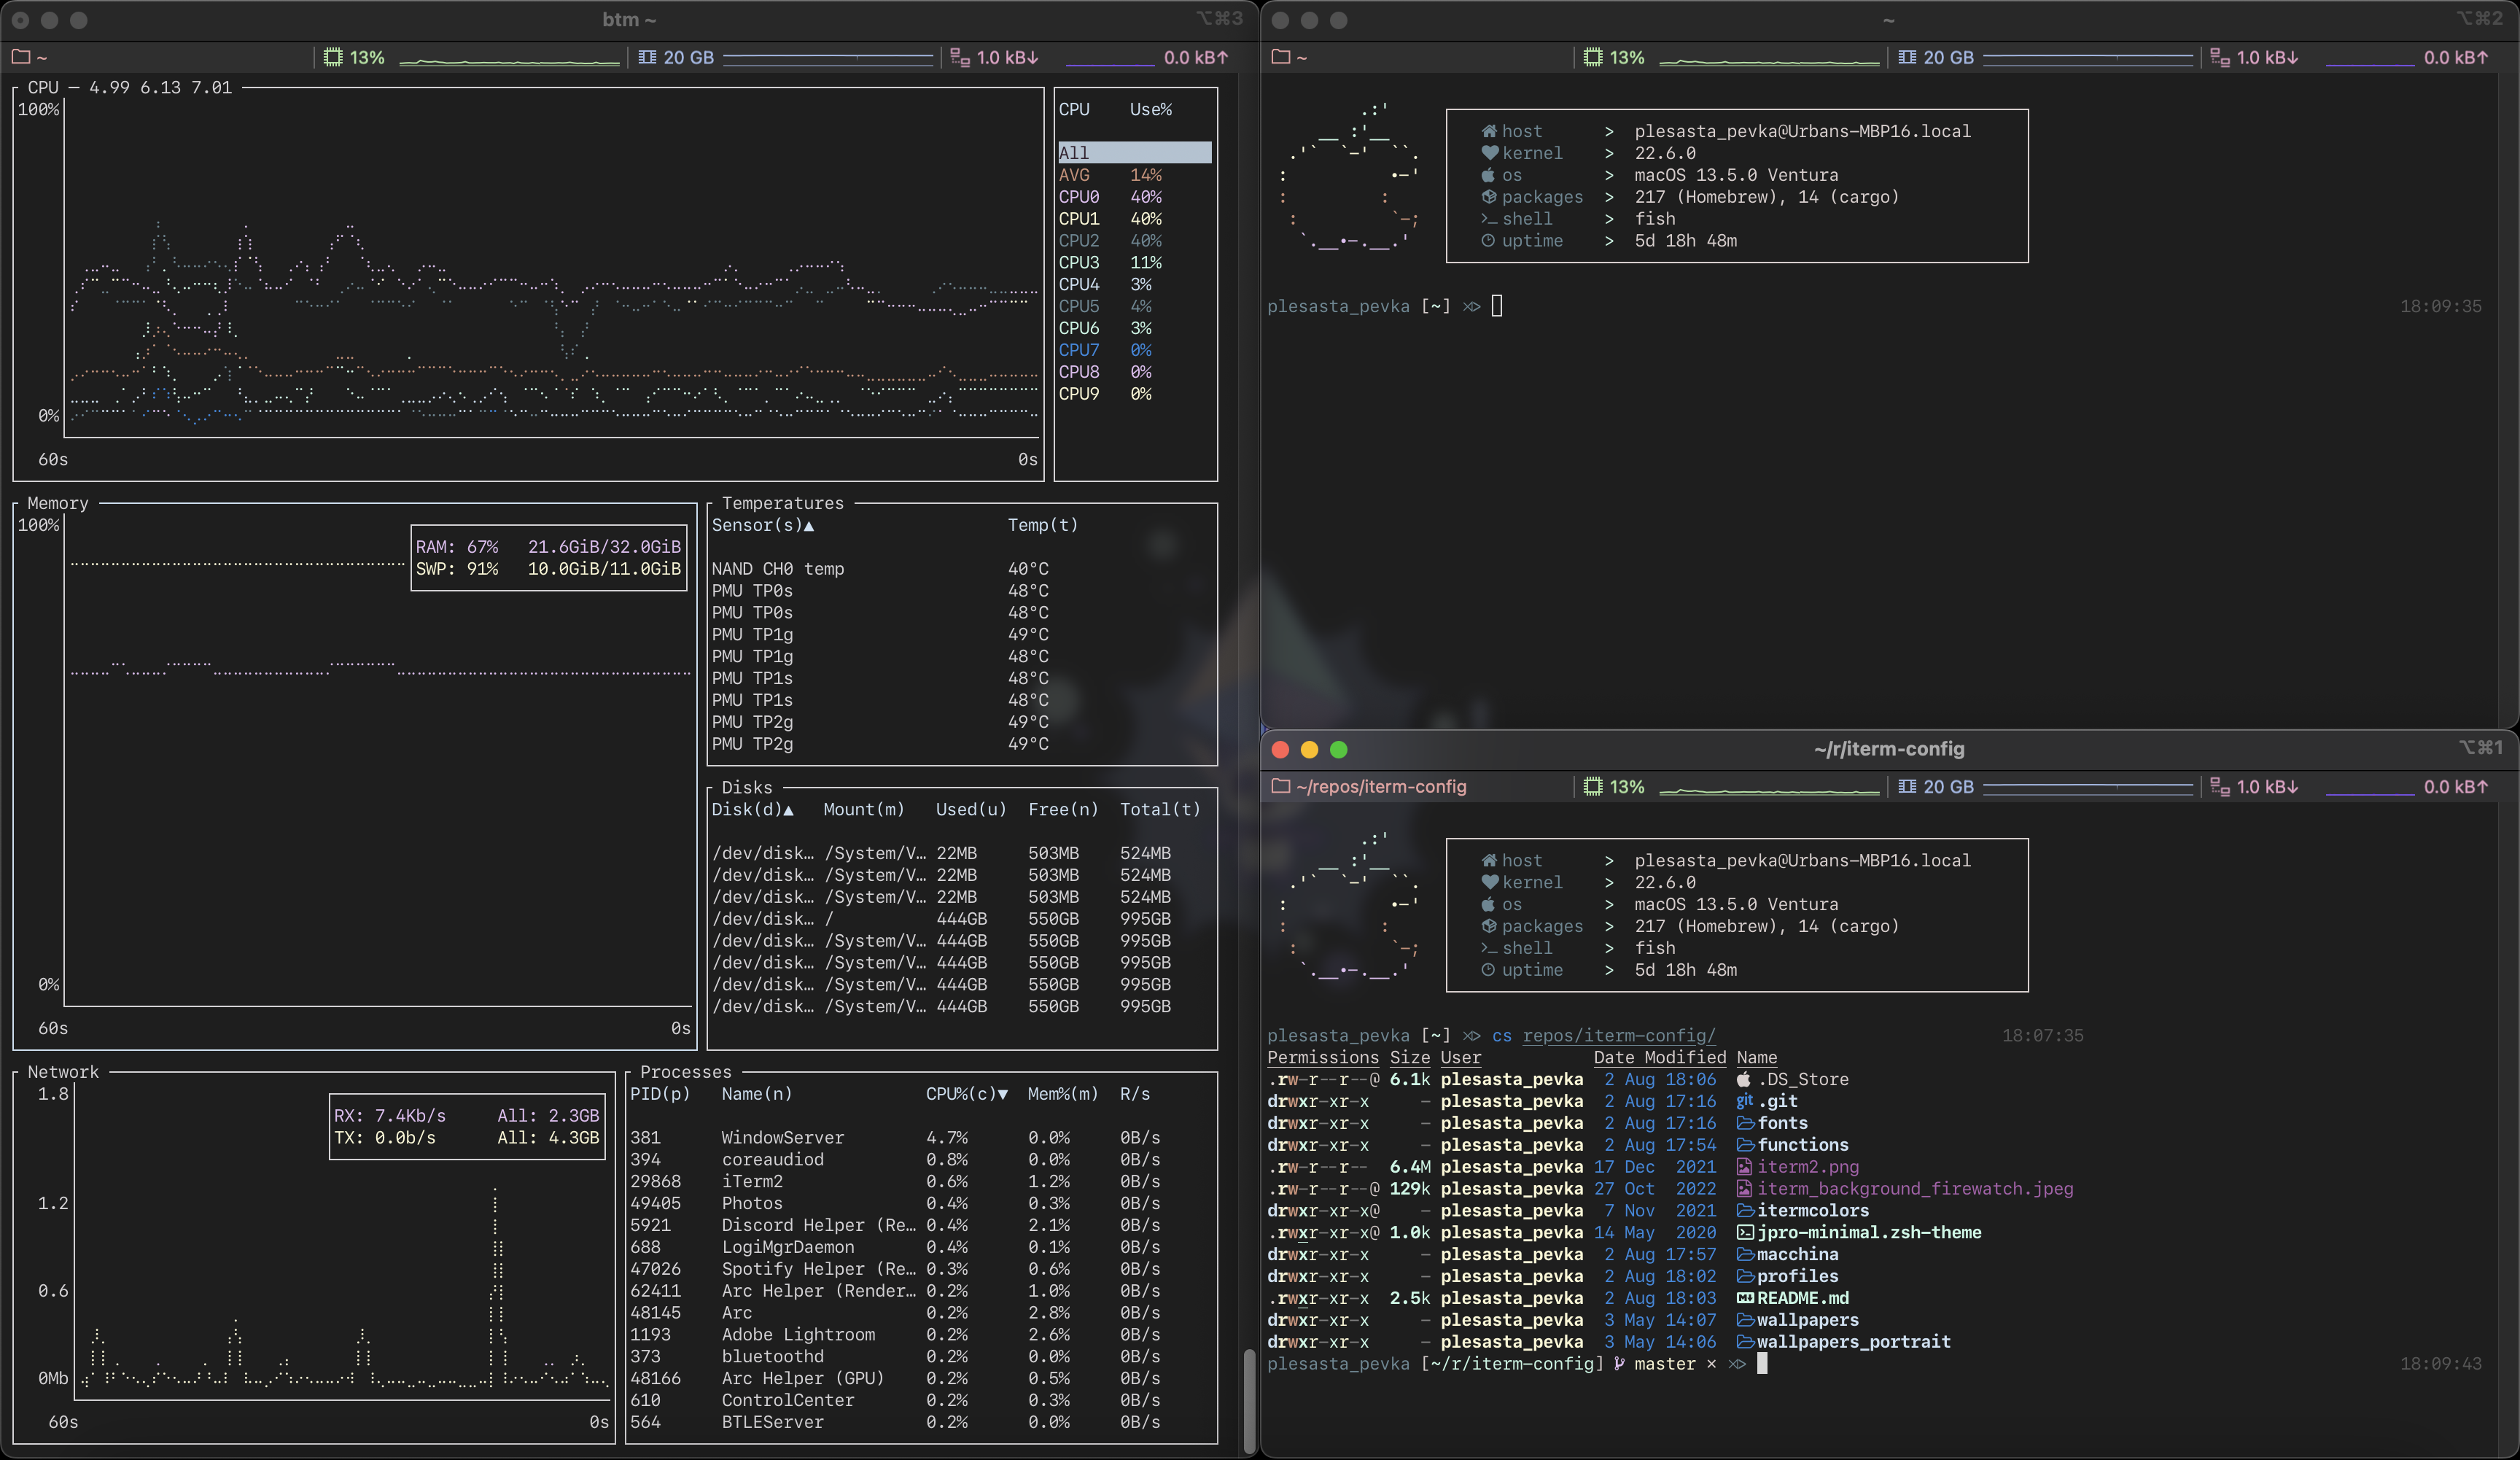 btm ~
⌥⌘3
~ 13% 20 GB 1.0 kB↓ 0.0 kB↑
CPU — 4.99 6.13 7.01
100%
0%
60s 0s
CPU Use%
All
AVG 14%
CPU0 40%
CPU1 40%
CPU2 40%
CPU3 11%
CPU4 3%
CPU5 4%
CPU6 3%
CPU7 0%
CPU8 0%
CPU9 0%
Memory
100%
RAM: 67% 21.6GiB/32.0GiB
SWP: 91% 10.0GiB/11.0GiB
0%
60s 0s
Temperatures
Sensor(s)▲ Temp(t)
NAND CH0 temp 40°C
PMU TP0s 48°C
PMU TP0s 48°C
PMU TP1g 49°C
PMU TP1g 48°C
PMU TP1s 48°C
PMU TP1s 48°C
PMU TP2g 49°C
PMU TP2g 49°C
Disks
Disk(d)▲ Mount(m) Used(u) Free(n) Total(t)
/dev/disk… /System/V… 22MB 503MB 524MB
/dev/disk… /System/V… 22MB 503MB 524MB
/dev/disk… /System/V… 22MB 503MB 524MB
/dev/disk… / 444GB 550GB 995GB
/dev/disk… /System/V… 444GB 550GB 995GB
/dev/disk… /System/V… 444GB 550GB 995GB
/dev/disk… /System/V… 444GB 550GB 995GB
/dev/disk… /System/V… 444GB 550GB 995GB
Network
1.8
RX: 7.4Kb/s All: 2.3GB
TX: 0.0b/s All: 4.3GB
1.2
0.6
0Mb
60s 0s
Processes
PID(p) Name(n) CPU%(c)▼ Mem%(m) R/s
381 WindowServer 4.7% 0.0% 0B/s
394 coreaudiod 0.8% 0.0% 0B/s
29868 iTerm2 0.6% 1.2% 0B/s
49405 Photos 0.4% 0.3% 0B/s
5921 Discord Helper (Re… 0.4% 2.1% 0B/s
688 LogiMgrDaemon 0.4% 0.1% 0B/s
47026 Spotify Helper (Re… 0.3% 0.6% 0B/s
62411 Arc Helper (Render… 0.2% 1.0% 0B/s
48145 Arc 0.2% 2.8% 0B/s
1193 Adobe Lightroom 0.2% 2.6% 0B/s
373 bluetoothd 0.2% 0.0% 0B/s
48166 Arc Helper (GPU) 0.2% 0.5% 0B/s
610 ControlCenter 0.2% 0.3% 0B/s
564 BTLEServer 0.2% 0.0% 0B/s
~
⌥⌘2
~ 13% 20 GB 1.0 kB↓ 0.0 kB↑
host > plesasta_pevka@Urbans-MBP16.local
kernel > 22.6.0
os > macOS 13.5.0 Ventura
packages > 217 (Homebrew), 14 (cargo)
shell > fish
uptime > 5d 18h 48m
plesasta_pevka [~] 18:09:35
~/r/iterm-config
⌥⌘1
~/repos/iterm-config 13% 20 GB 1.0 kB↓ 0.0 kB↑
host > plesasta_pevka@Urbans-MBP16.local
kernel > 22.6.0
os > macOS 13.5.0 Ventura
packages > 217 (Homebrew), 14 (cargo)
shell > fish
uptime > 5d 18h 48m
plesasta_pevka [~] cs repos/iterm-config/ 18:07:35
Permissions Size User Date Modified Name
.rw-r--r--@ 6.1k plesasta_pevka 2 Aug 18:06 .DS_Store
drwxr-xr-x - plesasta_pevka 2 Aug 17:16 git .git
drwxr-xr-x - plesasta_pevka 2 Aug 17:16 fonts
drwxr-xr-x - plesasta_pevka 2 Aug 17:54 functions
.rw-r--r-- 6.4M plesasta_pevka 17 Dec 2021 iterm2.png
.rw-r--r--@ 129k plesasta_pevka 27 Oct 2022 iterm_background_firewatch.jpeg
drwxr-xr-x@ - plesasta_pevka 7 Nov 2021 itermcolors
.rwxr-xr-x@ 1.0k plesasta_pevka 14 May 2020 jpro-minimal.zsh-theme
drwxr-xr-x - plesasta_pevka 2 Aug 17:57 macchina
drwxr-xr-x - plesasta_pevka 2 Aug 18:02 profiles
.rwxr-xr-x 2.5k plesasta_pevka 2 Aug 18:03 README.md
drwxr-xr-x - plesasta_pevka 3 May 14:07 wallpapers
drwxr-xr-x - plesasta_pevka 3 May 14:06 wallpapers_portrait
plesasta_pevka [~/r/iterm-config] master × 18:09:43